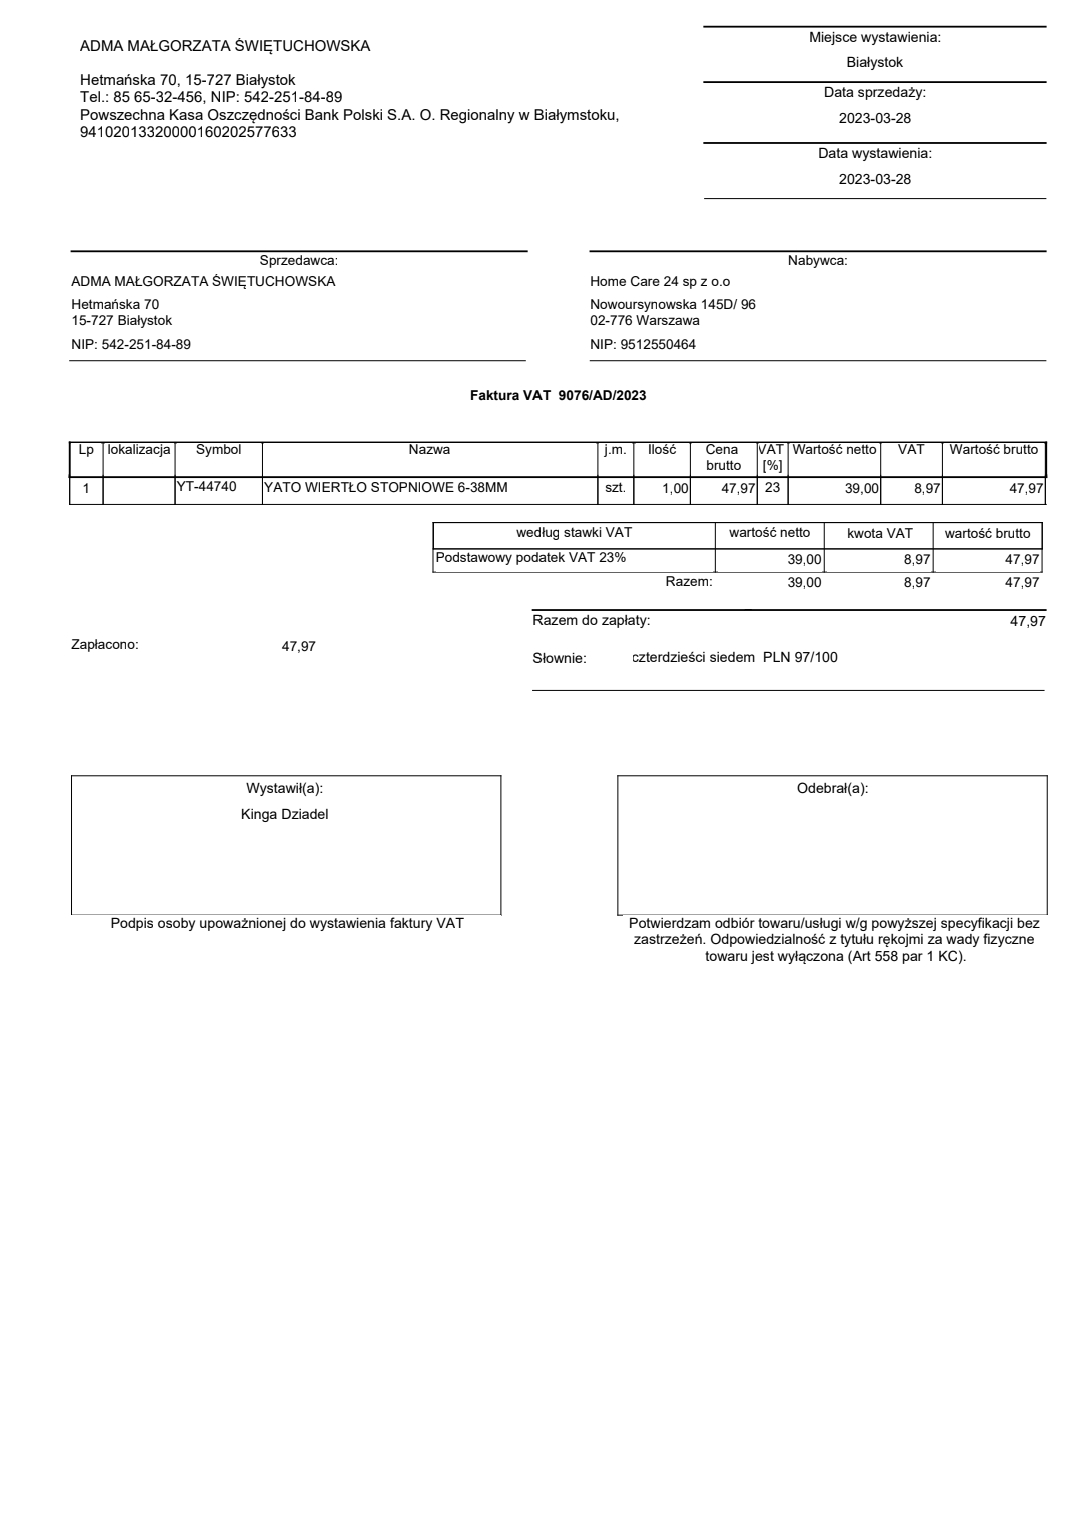 ADMA MAŁGORZATA ŚWIĘTUCHOWSKA
Hetmańska 70, 15-727 Białystok
Tel.: 85 65-32-456, NIP: 542-251-84-89
Powszechna Kasa Oszczędności Bank Polski S.A. O. Regionalny w Białymstoku,
94102013320000160202577633
Miejsce wystawienia:
Białystok
Data sprzedaży:
2023-03-28
Data wystawienia:
2023-03-28
Sprzedawca:
ADMA MAŁGORZATA ŚWIĘTUCHOWSKA
Hetmańska 70
15-727 Białystok
NIP: 542-251-84-89
Nabywca:
Home Care 24 sp z o.o
Nowoursynowska 145D/ 96
02-776 Warszawa
NIP: 9512550464
Faktura VAT 9076/AD/2023
Lp lokalizacja Symbol Nazwa j.m. Ilość Cena brutto VAT [%] Wartość netto VAT Wartość brutto
1 YT-44740 YATO WIERTŁO STOPNIOWE 6-38MM szt. 1,00 47,97 23 39,00 8,97 47,97
według stawki VAT wartość netto kwota VAT wartość brutto
Podstawowy podatek VAT 23% 39,00 8,97 47,97
Razem: 39,00 8,97 47,97
Razem do zapłaty: 47,97
Zapłacono: 47,97
Słownie: czterdzieści siedem PLN 97/100
Wystawił(a):
Kinga Dziadel
Podpis osoby upoważnionej do wystawienia faktury VAT
Odebrał(a):
Potwierdzam odbiór towaru/usługi w/g powyższej specyfikacji bez
zastrzeżeń. Odpowiedzialność z tytułu rękojmi za wady fizyczne
towaru jest wyłączona (Art 558 par 1 KC).